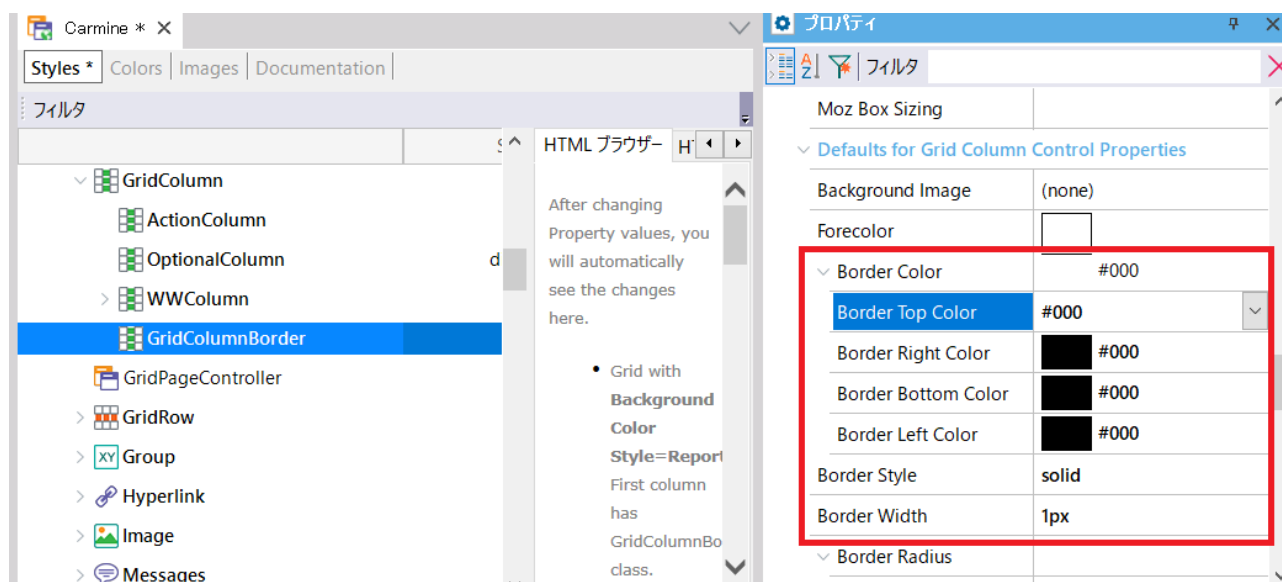 Carmine *
Styles * Colors Images Documentation
フィルタ
GridColumn
ActionColumn
OptionalColumn d
WWColumn
GridColumnBorder
GridPageController
GridRow
XY Group
Hyperlink
Image
Messages
HTML ブラウザー
After changing
Property values, you
will automatically
see the changes
here.
• Grid with
Background
Color
Style=Report
First column
has
GridColumnBo
class.
プロパティ
フィルタ
Moz Box Sizing
Defaults for Grid Column Control Properties
Background Image (none)
Forecolor
Border Color #000
Border Top Color #000
Border Right Color #000
Border Bottom Color #000
Border Left Color #000
Border Style solid
Border Width 1px
Border Radius